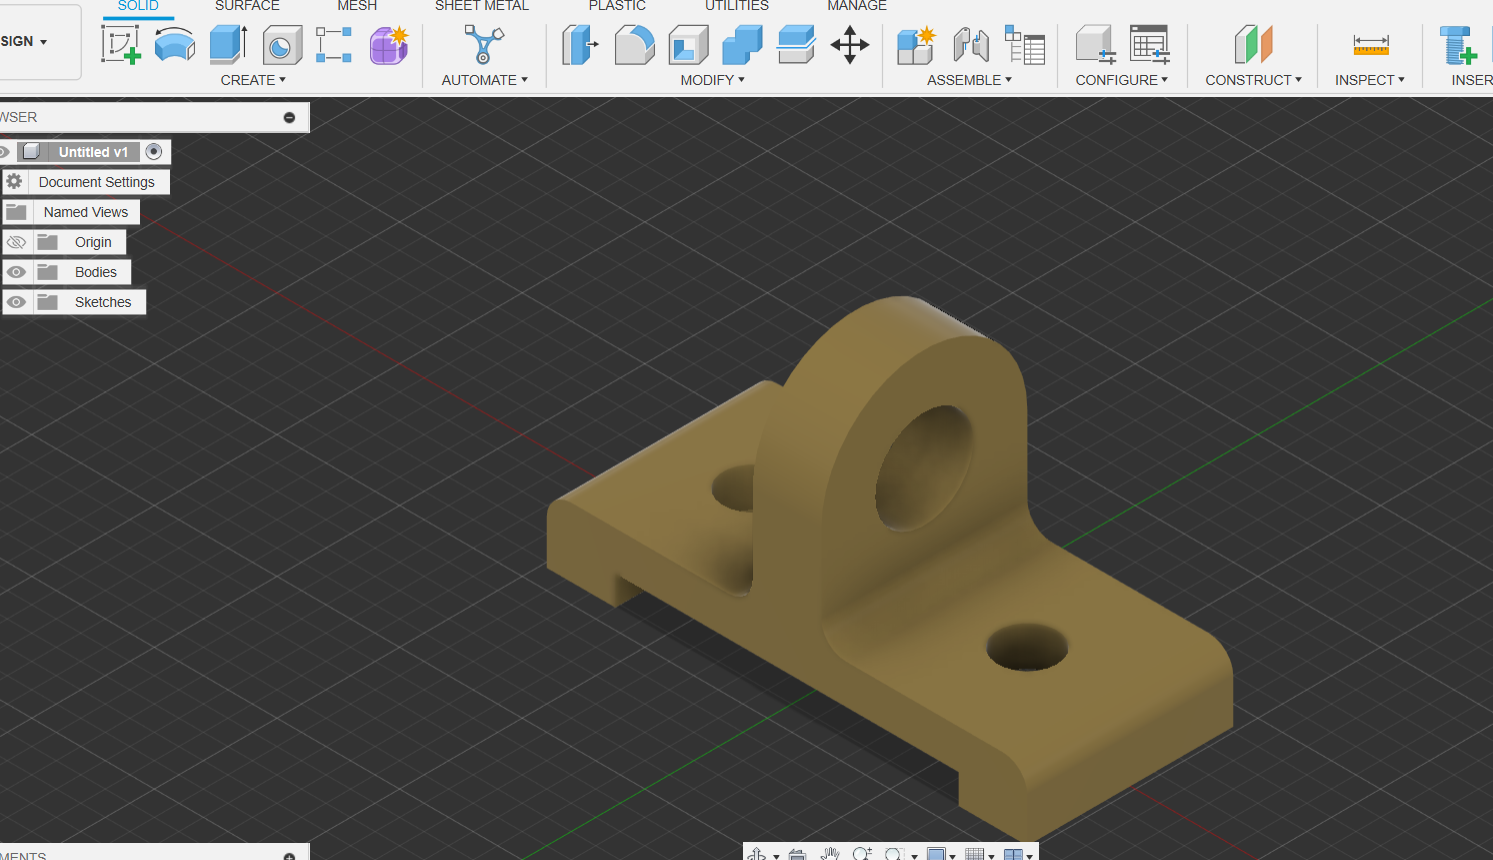 SOLID SURFACE MESH SHEET METAL PLASTIC UTILITIES MANAGE
SIGN
CREATE AUTOMATE MODIFY ASSEMBLE CONFIGURE CONSTRUCT INSPECT INSER
WSER
Untitled v1
Document Settings
Named Views
Origin
Bodies
Sketches
MENTS